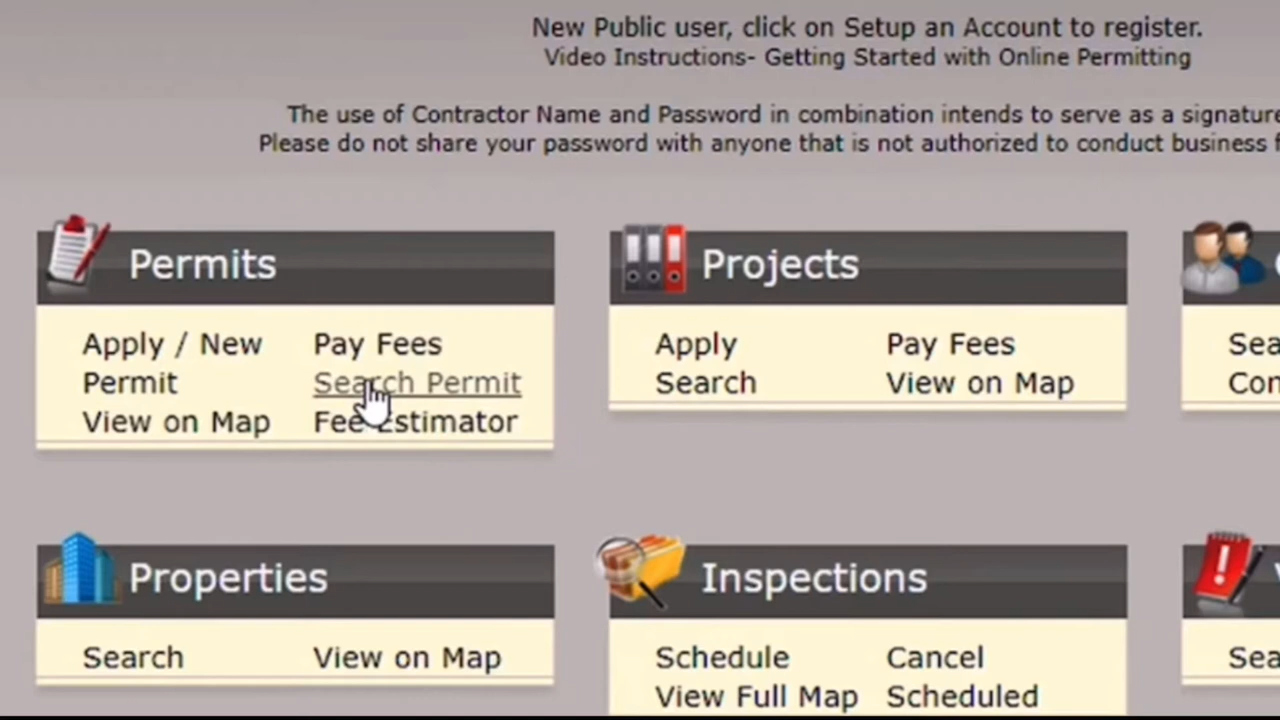 New Public user, click on Setup an Account to register.
Video Instructions- Getting Started with Online Permitting
The use of Contractor Name and Password in combination intends to serve as a signature
Please do not share your password with anyone that is not authorized to conduct business
Permits
Apply / New
Permit
View on Map
Pay Fees
Search Permit
Fee Estimator
Projects
Apply
Search
Pay Fees
View on Map
Properties
Search
View on Map
Inspections
Schedule
View Full Map
Cancel
Scheduled